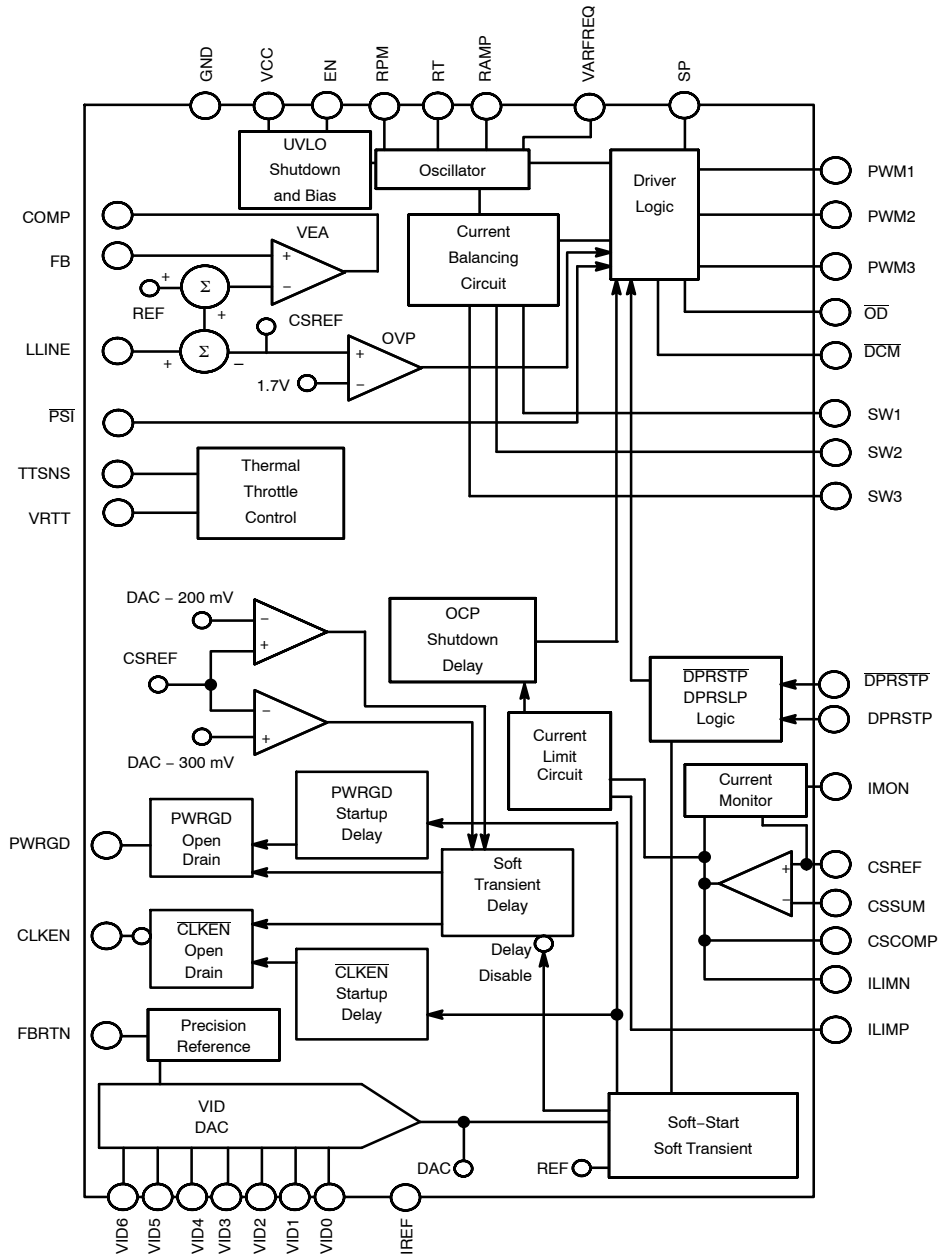 GND
VCC
EN
RPM
RT
RAMP
VARFREQ
SP
UVLO
Shutdown
and Bias
Oscillator
Driver
Logic
PWM1
PWM2
PWM3
OD
DCM
COMP
FB
VEA
+
−
Σ
+
REF
+
Current
Balancing
Circuit
CSREF
OVP
LLINE
Σ
+
−
+
−
1.7V
PSI
SW1
SW2
SW3
TTSNS
VRTT
Thermal
Throttle
Control
DAC − 200 mV
−
+
CSREF
−
+
DAC − 300 mV
OCP
Shutdown
Delay
DPRSTP
DPRSLP
Logic
DPRSTP
DPRSTP
Current
Limit
Circuit
Current
Monitor
IMON
PWRGD
PWRGD
Open
Drain
PWRGD
Startup
Delay
Soft
Transient
Delay
+
−
CSREF
CSSUM
CSCOMP
ILIMN
ILIMP
CLKEN
CLKEN
Open
Drain
CLKEN
Startup
Delay
Delay
Disable
FBRTN
Precision
Reference
VID
DAC
DAC
REF
Soft−Start
Soft Transient
VID6
VID5
VID4
VID3
VID2
VID1
VID0
IREF